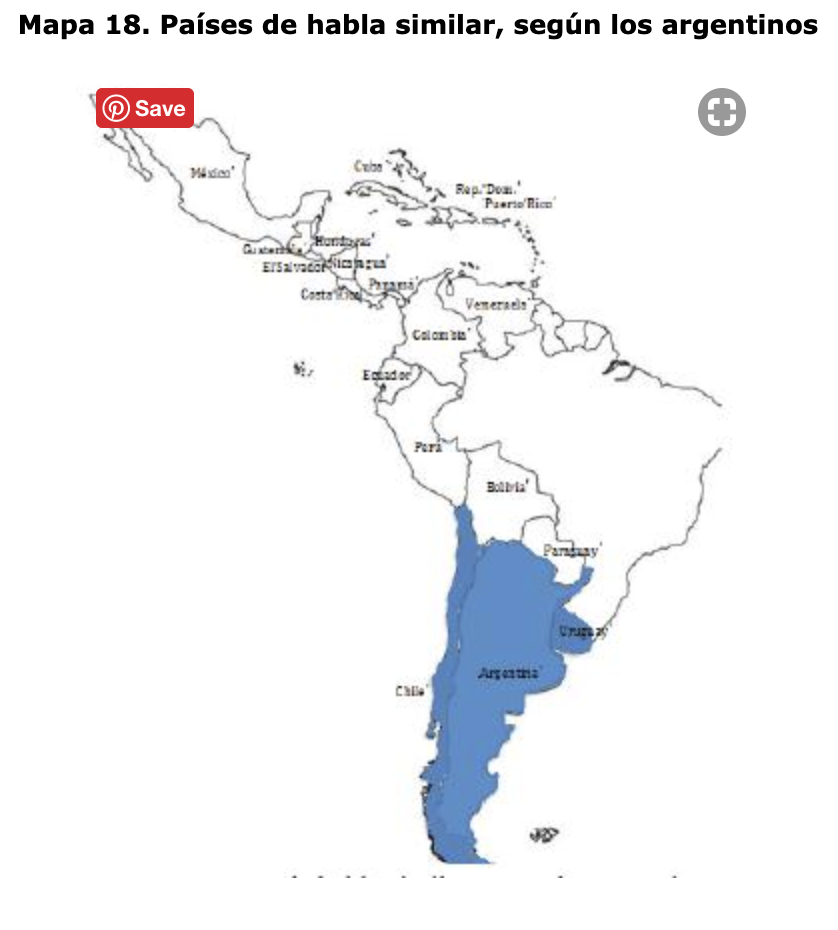 Mapa 18. Países de habla similar, según los argentinos
Save
México
Cuba
Rep. Dom.
Puerto Rico
Honduras
Guatemala
Nicaragua
El Salvador
Panamá
Costa Rica
Venezuela
Colombia
Ecuador
Perú
Bolivia
Paraguay
Uruguay
Argentina
Chile